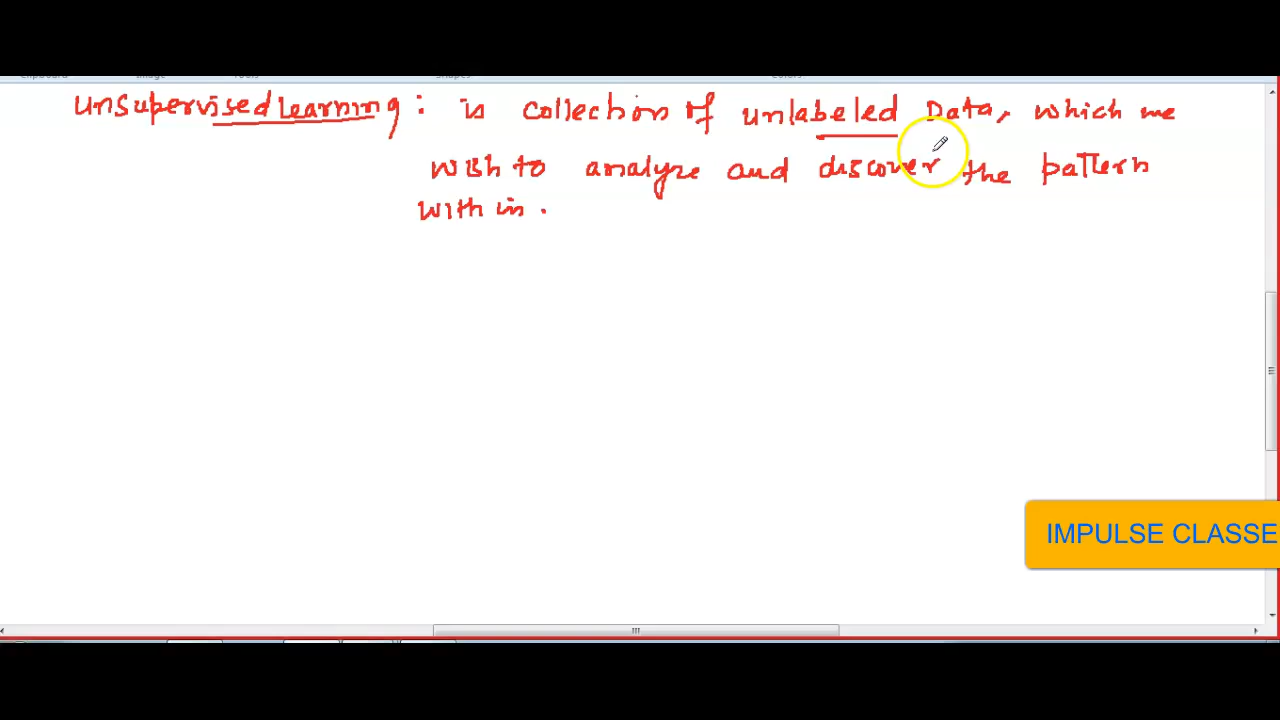 unsupervised Learning : is collection of unlabeled Data, which we
wish to analyze and discover the pattern
with in .
IMPULSE CLASSE